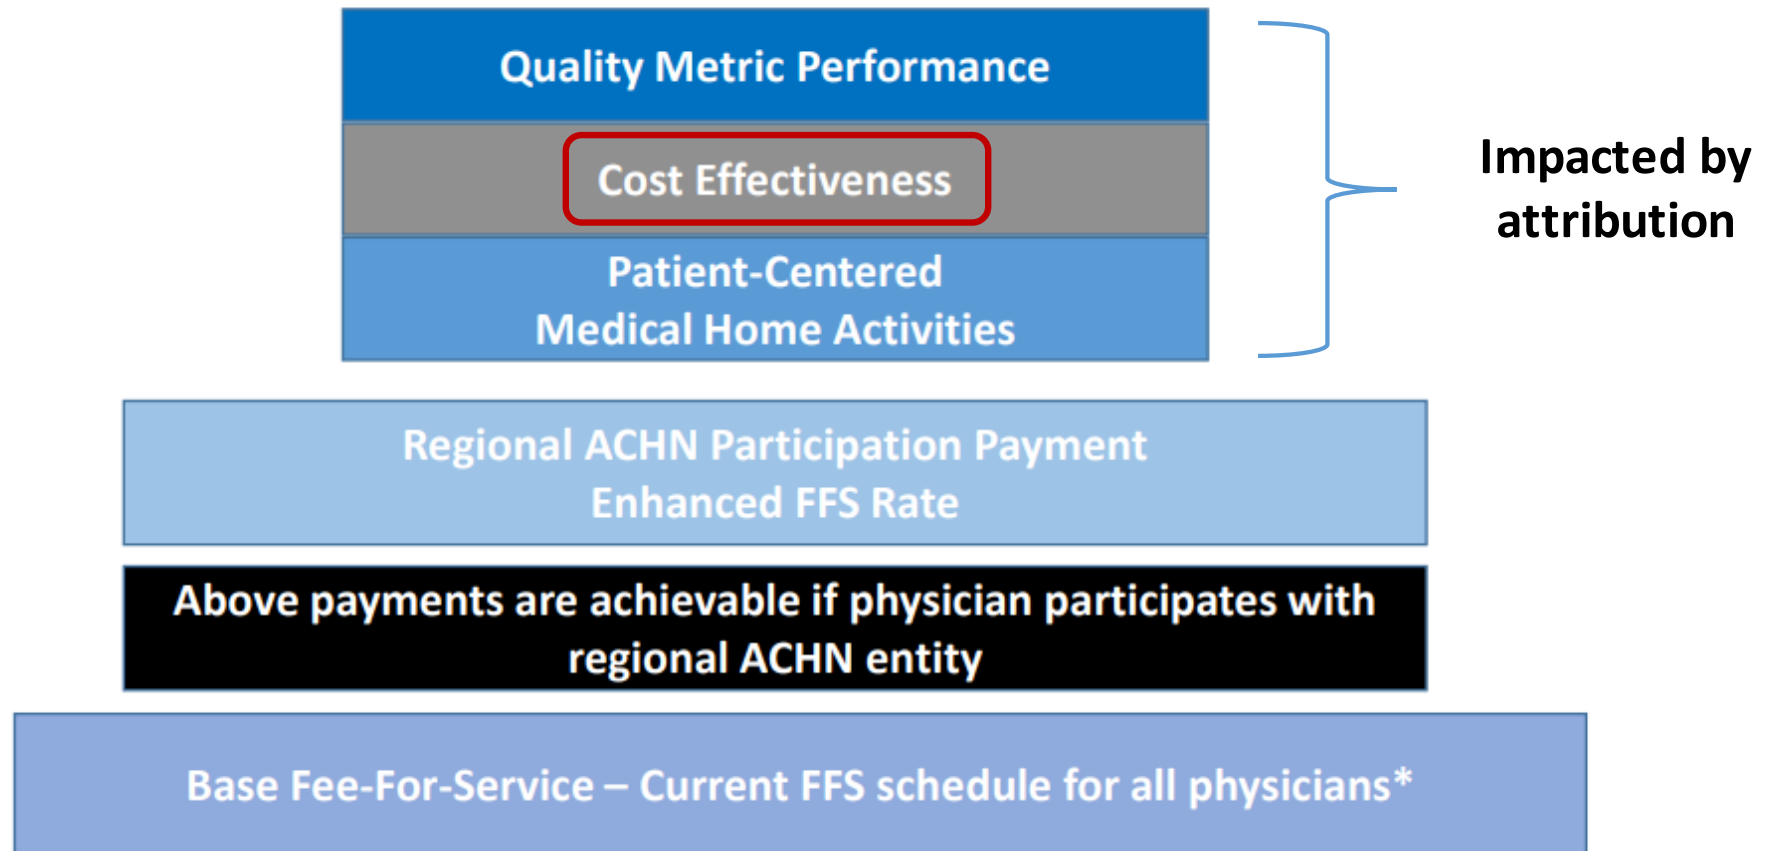 Quality Metric Performance
Cost Effectiveness
Patient-Centered
Medical Home Activities
Impacted by
attribution
Regional ACHN Participation Payment
Enhanced FFS Rate
Above payments are achievable if physician participates with
regional ACHN entity
Base Fee-For-Service – Current FFS schedule for all physicians*